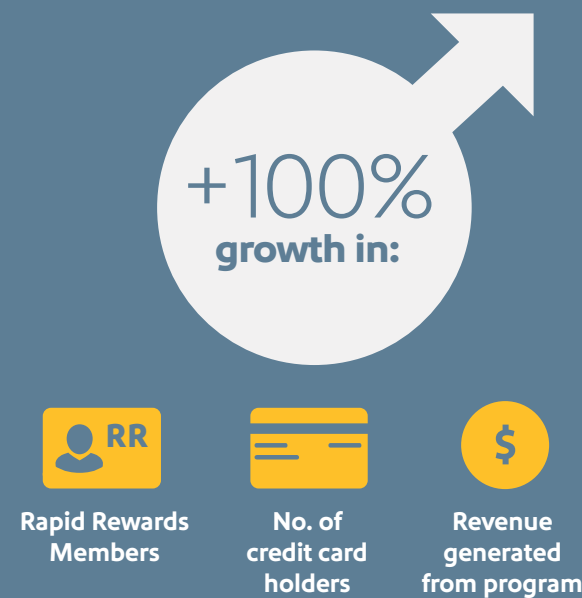 +100%
growth in:
RR
$
Rapid Rewards
Members
No. of
credit card
holders
Revenue
generated
from program